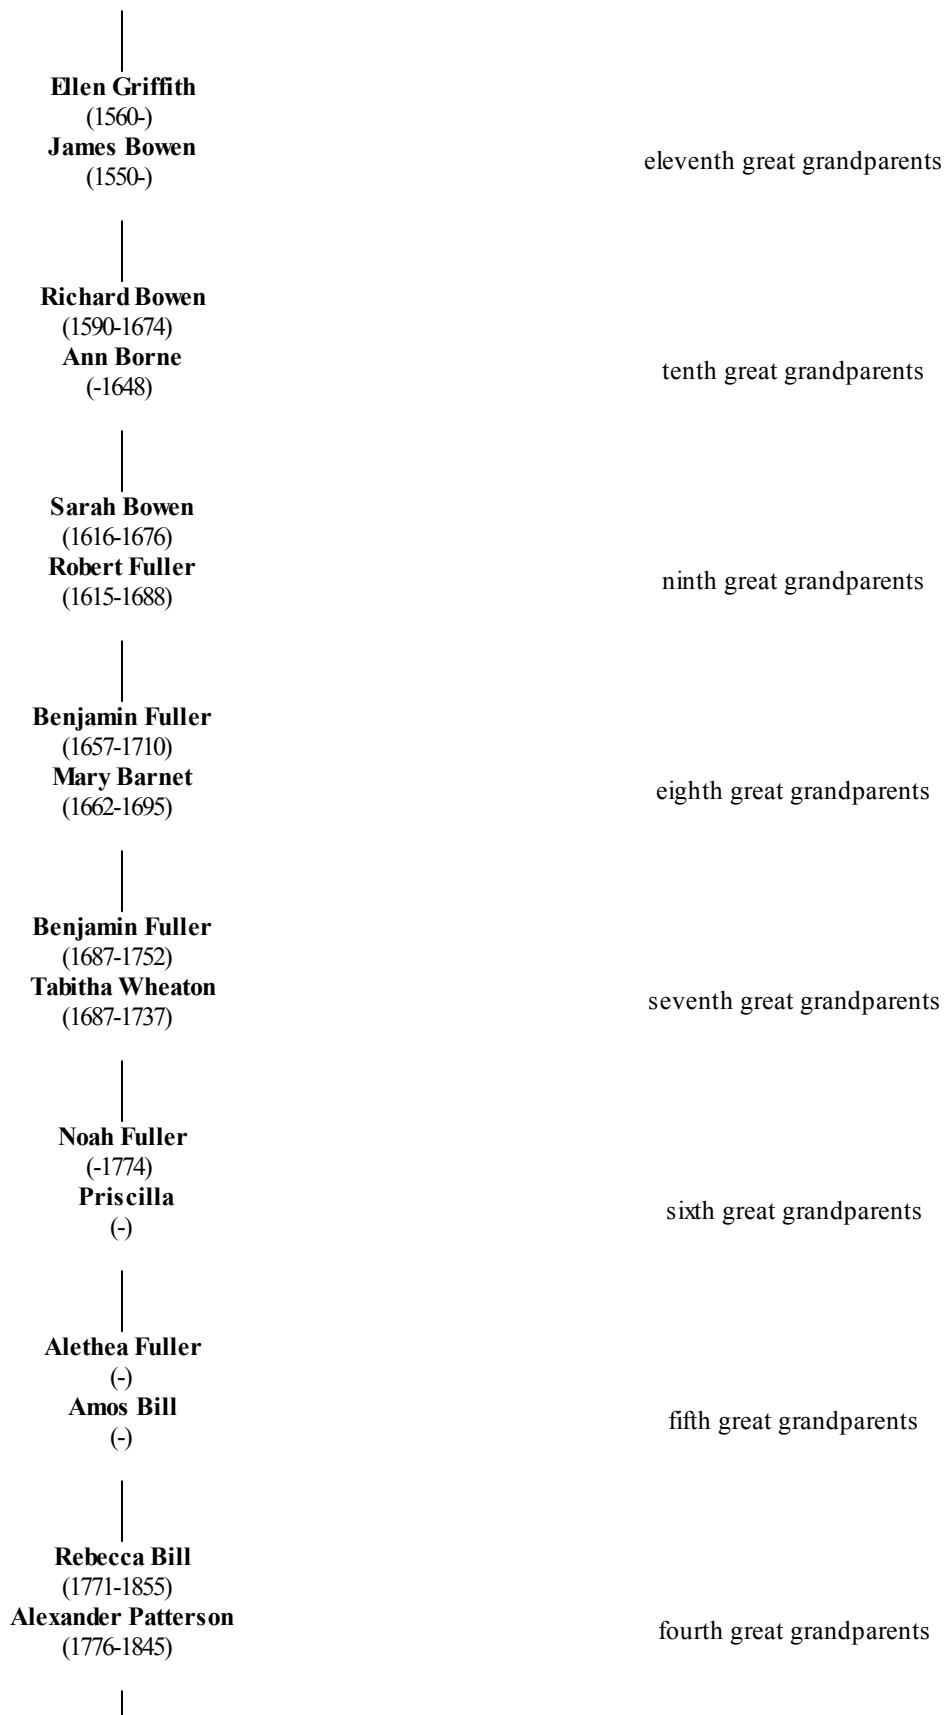 Ellen Griffith
(1560-)
James Bowen
(1550-)
eleventh great grandparents
Richard Bowen
(1590-1674)
Ann Borne
(-1648)
tenth great grandparents
Sarah Bowen
(1616-1676)
Robert Fuller
(1615-1688)
ninth great grandparents
Benjamin Fuller
(1657-1710)
Mary Barnet
(1662-1695)
eighth great grandparents
Benjamin Fuller
(1687-1752)
Tabitha Wheaton
(1687-1737)
seventh great grandparents
Noah Fuller
(-1774)
Priscilla
(-)
sixth great grandparents
Alethea Fuller
(-)
Amos Bill
(-)
fifth great grandparents
Rebecca Bill
(1771-1855)
Alexander Patterson
(1776-1845)
fourth great grandparents